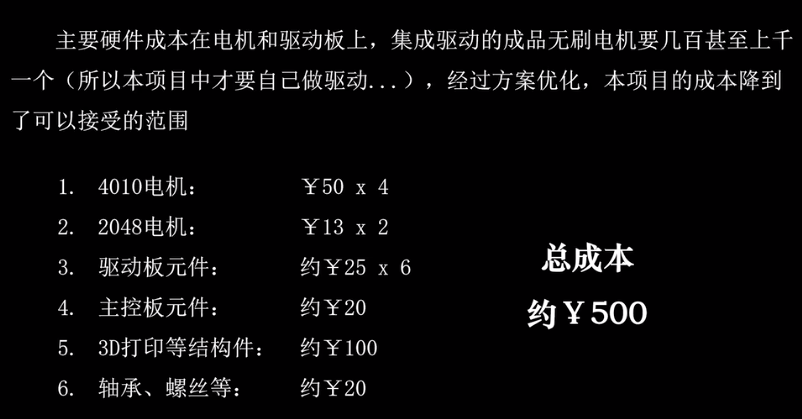 主要硬件成本在电机和驱动板上，集成驱动的成品无刷电机要几百甚至上千
一个（所以本项目中才要自己做驱动...），经过方案优化，本项目的成本降到
了可以接受的范围
1. 4010电机： ￥50 x 4
2. 2048电机： ￥13 x 2
3. 驱动板元件： 约￥25 x 6
4. 主控板元件： 约￥20
5. 3D打印等结构件： 约￥100
6. 轴承、螺丝等： 约￥20
总成本
约￥500